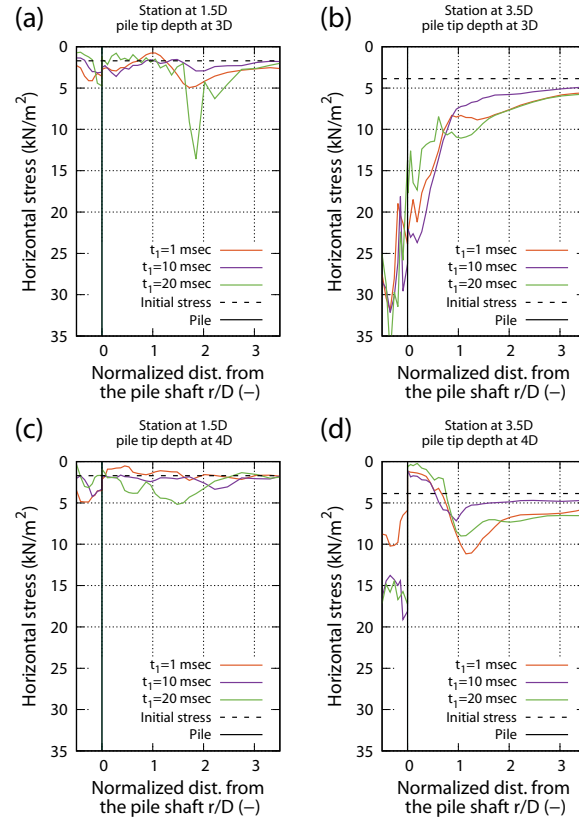 (a)
Station at 1.5D
pile tip depth at 3D
0
5
10
15
20
25
30
35
Horizontal stress (kN/m²)
t₁=1 msec
t₁=10 msec
t₁=20 msec
Initial stress
Pile
0 1 2 3
Normalized dist. from
the pile shaft r/D (−)
(b)
Station at 3.5D
pile tip depth at 3D
0
5
10
15
20
25
30
35
Horizontal stress (kN/m²)
t₁=1 msec
t₁=10 msec
t₁=20 msec
Initial stress
Pile
0 1 2 3
Normalized dist. from
the pile shaft r/D (−)
(c)
Station at 1.5D
pile tip depth at 4D
0
5
10
15
20
25
30
35
Horizontal stress (kN/m²)
t₁=1 msec
t₁=10 msec
t₁=20 msec
Initial stress
Pile
0 1 2 3
Normalized dist. from
the pile shaft r/D (−)
(d)
Station at 3.5D
pile tip depth at 4D
0
5
10
15
20
25
30
35
Horizontal stress (kN/m²)
t₁=1 msec
t₁=10 msec
t₁=20 msec
Initial stress
Pile
0 1 2 3
Normalized dist. from
the pile shaft r/D (−)